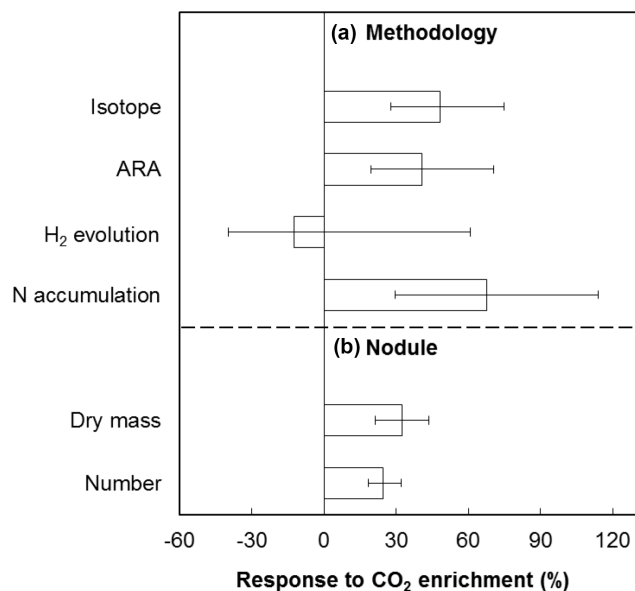 (a) Methodology
Isotope
ARA
H₂ evolution
N accumulation
(b) Nodule
Dry mass
Number
-60 -30 0 30 60 90 120
Response to CO₂ enrichment (%)